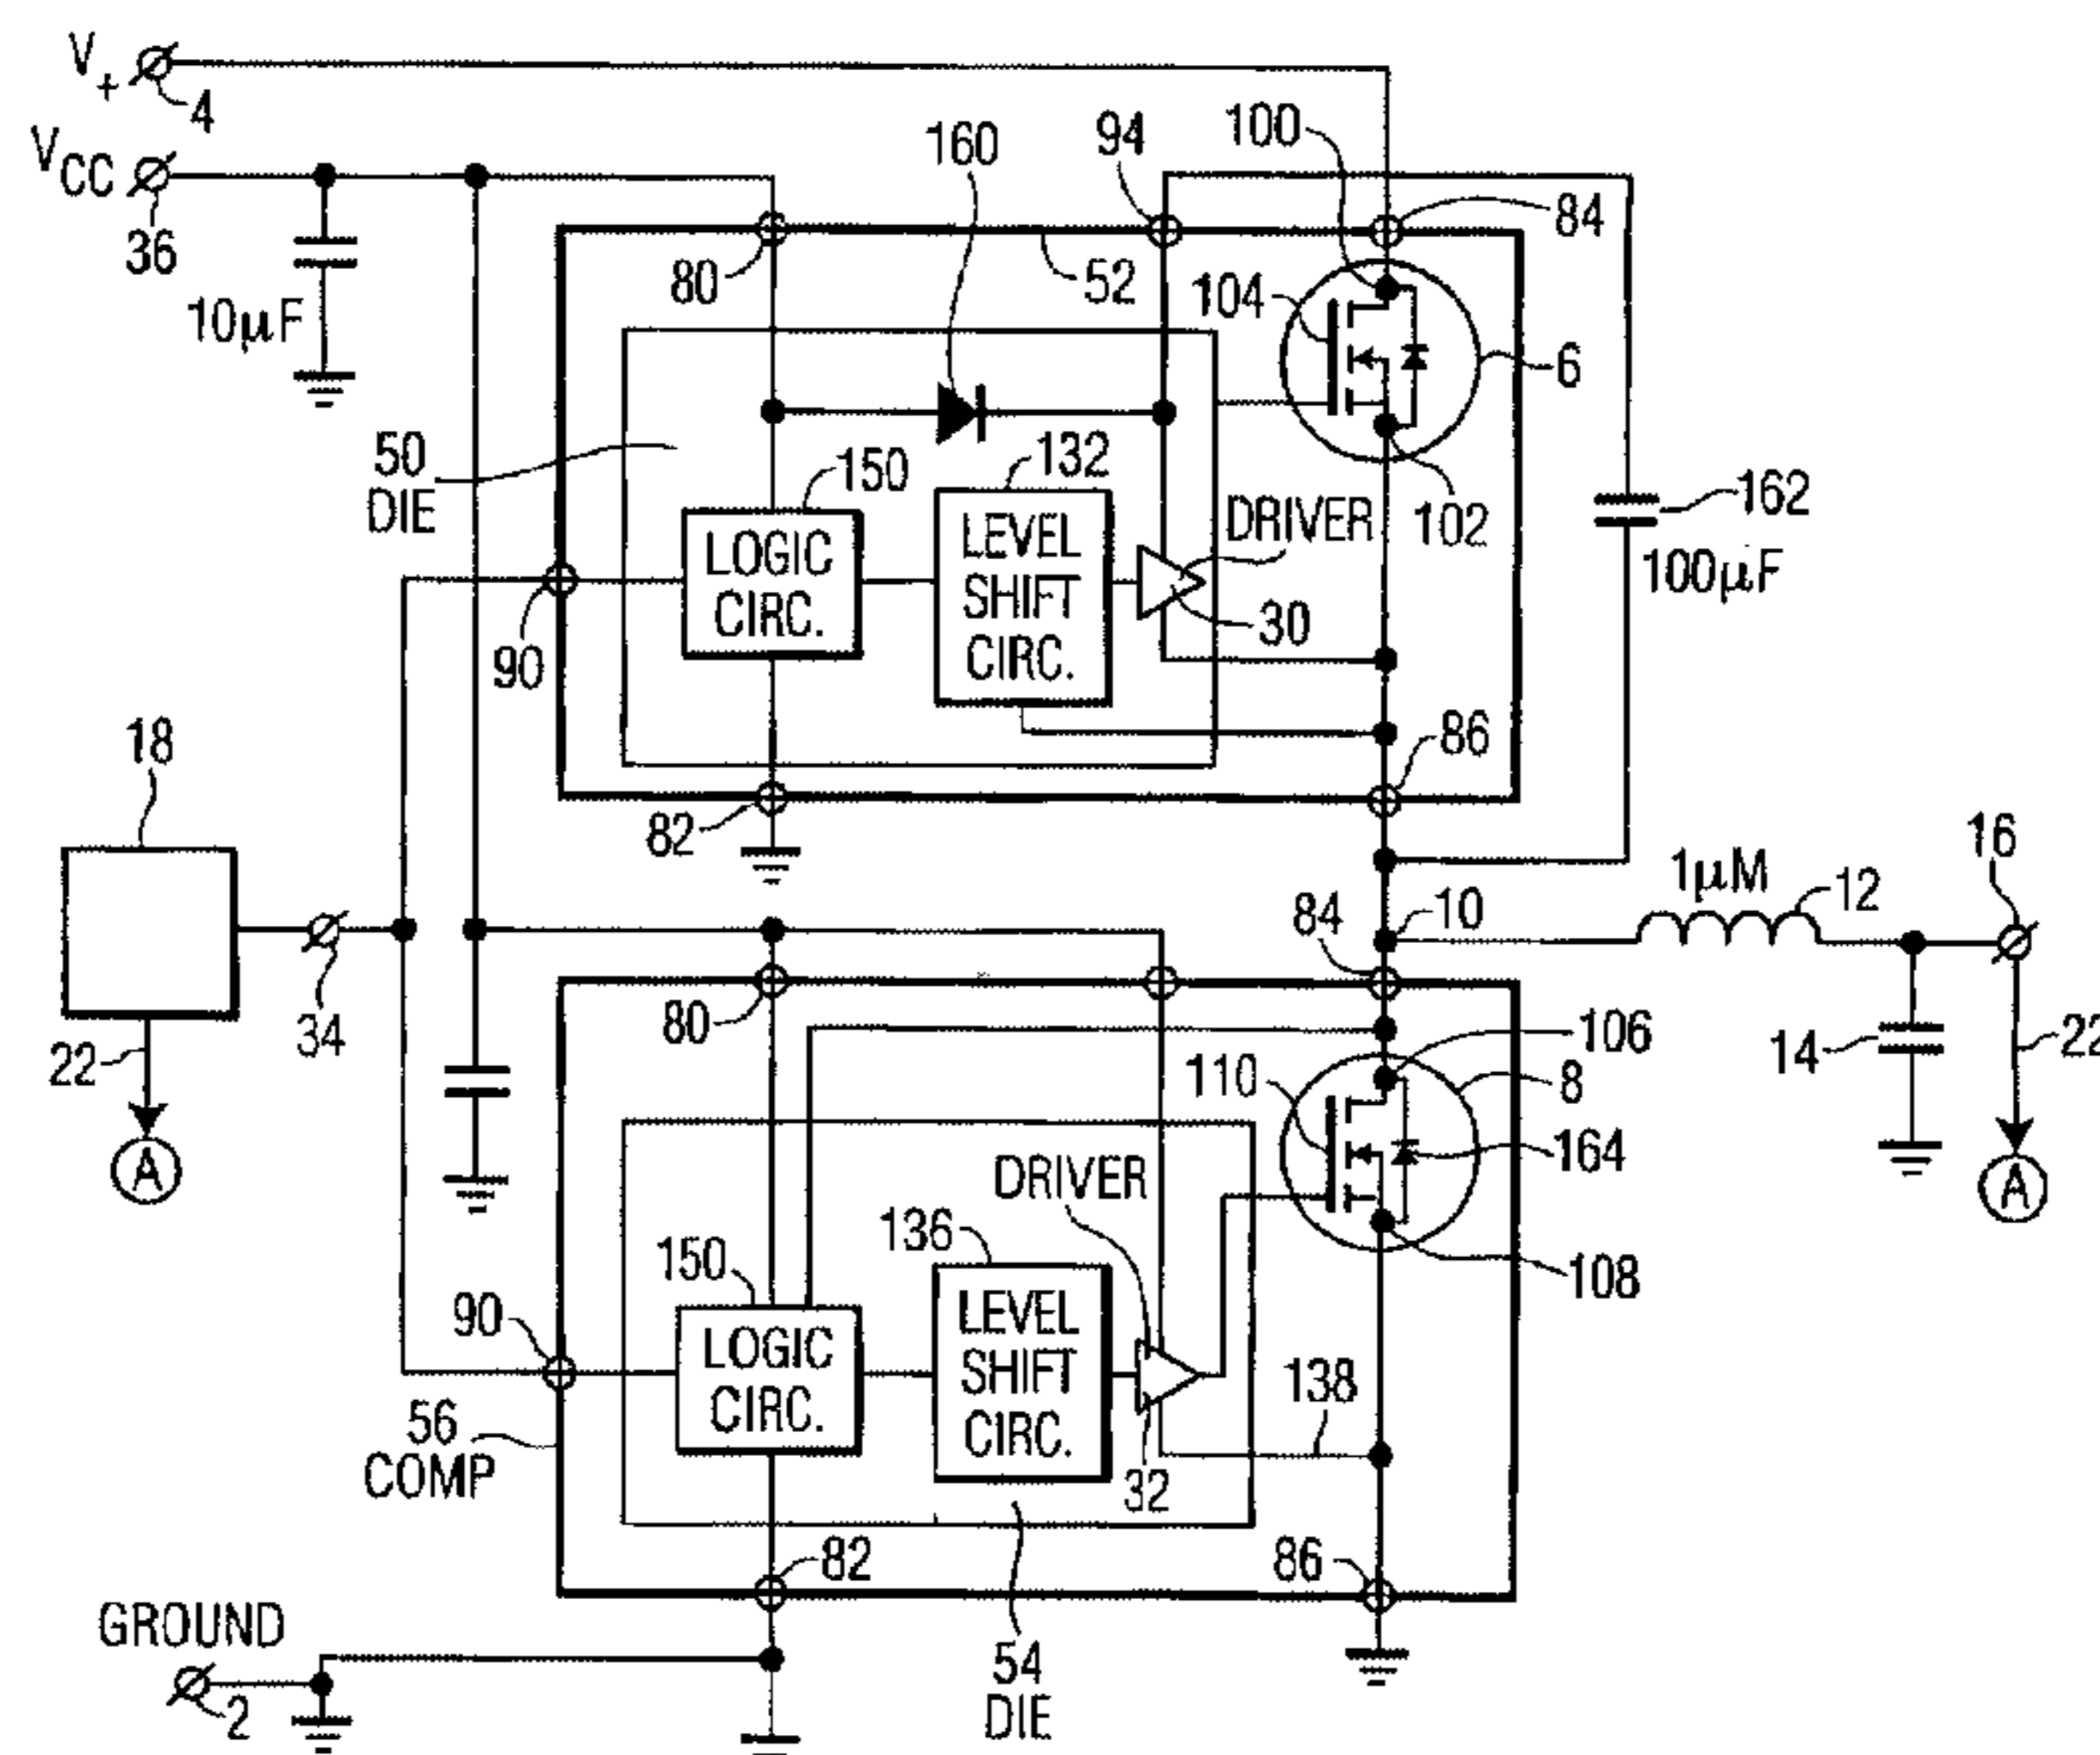 V+
4
VCC
36
10µF
160
94
100
84
80
52
104
6
50
DIE
150
132
DRIVER
102
162
100µF
LOGIC
CIRC.
LEVEL
SHIFT
CIRC.
30
90
86
18
82
16
1µM
12
84
10
34
80
22
106
14
22
110
8
A
164
A
DRIVER
136
150
108
90
LOGIC
CIRC.
LEVEL
SHIFT
CIRC.
138
56
COMP
32
82
86
GROUND
54
DIE
2